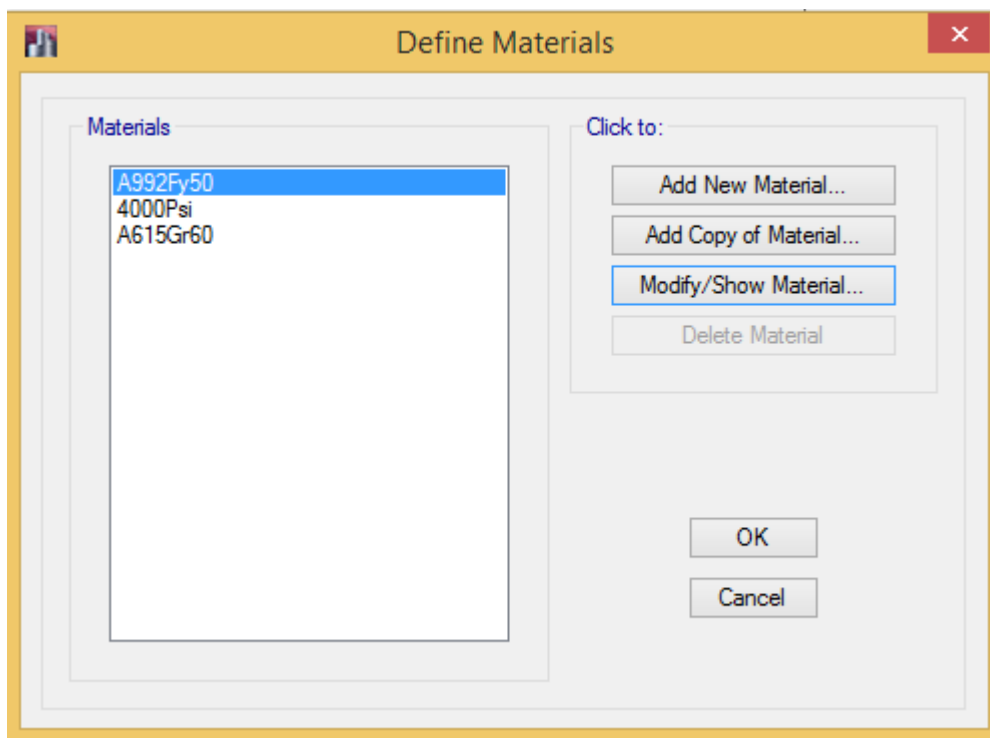 Define Materials
Materials
A992Fy50
4000Psi
A615Gr60
Click to:
Add New Material...
Add Copy of Material...
Modify/Show Material...
Delete Material
OK
Cancel